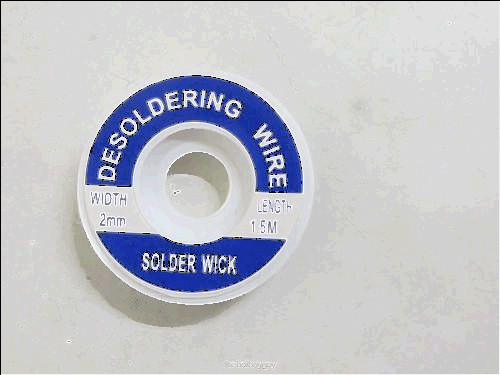 DESOLDERING WIRE
WIDTH
2mm
LENGTH
1.5M
SOLDER WICK